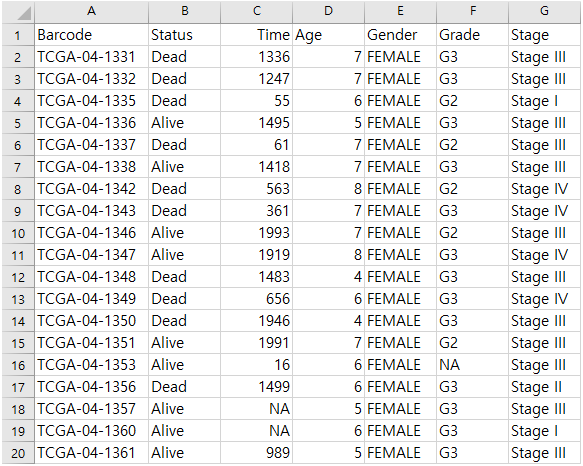 A B C D E F G
1 Barcode Status Time Age Gender Grade Stage
2 TCGA-04-1331 Dead 1336 7 FEMALE G3 Stage III
3 TCGA-04-1332 Dead 1247 7 FEMALE G3 Stage III
4 TCGA-04-1335 Dead 55 6 FEMALE G2 Stage I
5 TCGA-04-1336 Alive 1495 5 FEMALE G3 Stage III
6 TCGA-04-1337 Dead 61 7 FEMALE G2 Stage III
7 TCGA-04-1338 Alive 1418 7 FEMALE G3 Stage III
8 TCGA-04-1342 Dead 563 8 FEMALE G2 Stage IV
9 TCGA-04-1343 Dead 361 7 FEMALE G3 Stage IV
10 TCGA-04-1346 Alive 1993 7 FEMALE G2 Stage III
11 TCGA-04-1347 Alive 1919 8 FEMALE G3 Stage IV
12 TCGA-04-1348 Dead 1483 4 FEMALE G3 Stage III
13 TCGA-04-1349 Dead 656 6 FEMALE G3 Stage IV
14 TCGA-04-1350 Dead 1946 4 FEMALE G3 Stage III
15 TCGA-04-1351 Alive 1991 7 FEMALE G2 Stage III
16 TCGA-04-1353 Alive 16 6 FEMALE NA Stage III
17 TCGA-04-1356 Dead 1499 6 FEMALE G3 Stage II
18 TCGA-04-1357 Alive NA 5 FEMALE G3 Stage III
19 TCGA-04-1360 Alive NA 6 FEMALE G3 Stage I
20 TCGA-04-1361 Alive 989 5 FEMALE G3 Stage III